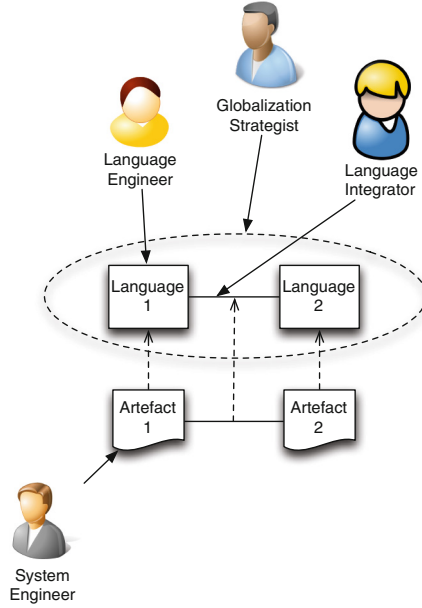 Globalization
Strategist
Language
Engineer
Language
Integrator
Language
1
Language
2
Artefact
1
Artefact
2
System
Engineer